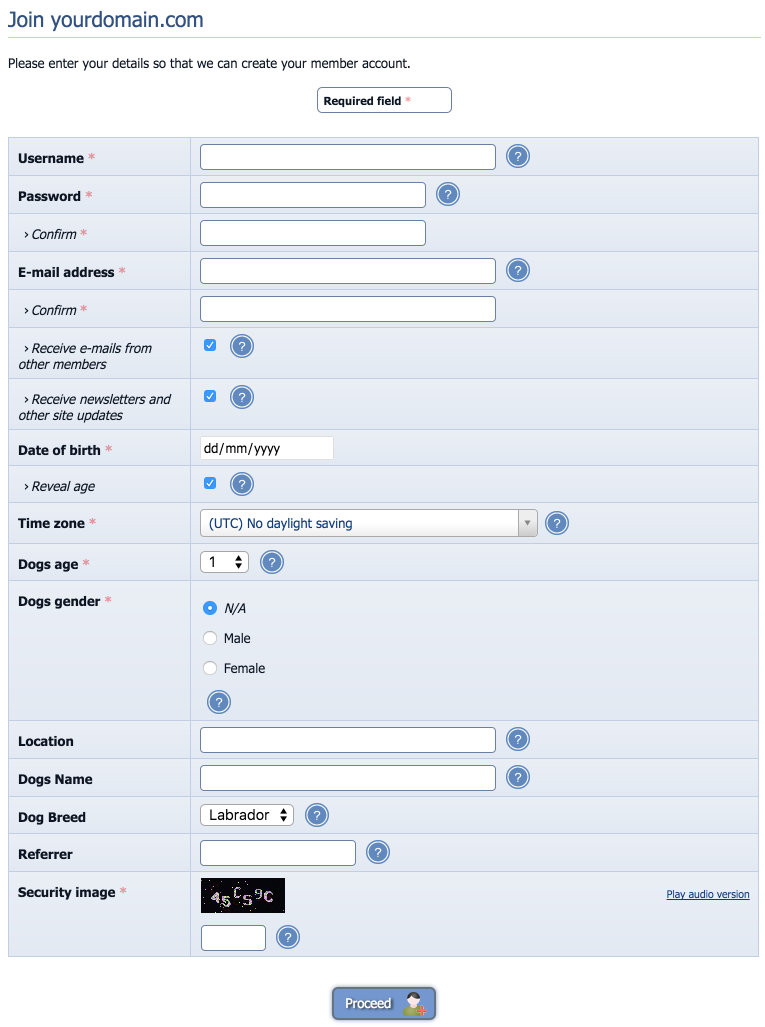 Join yourdomain.com
Please enter your details so that we can create your member account.
Required field *
Username *
?
Password *
?
› Confirm *
E-mail address *
?
› Confirm *
› Receive e-mails from
other members
?
› Receive newsletters and
other site updates
?
Date of birth *
dd/mm/yyyy
› Reveal age
?
Time zone *
(UTC) No daylight saving
?
Dogs age *
1
?
Dogs gender *
N/A
Male
Female
?
Location
?
Dogs Name
?
Dog Breed
Labrador
?
Referrer
?
Security image *
Play audio version
?
Proceed